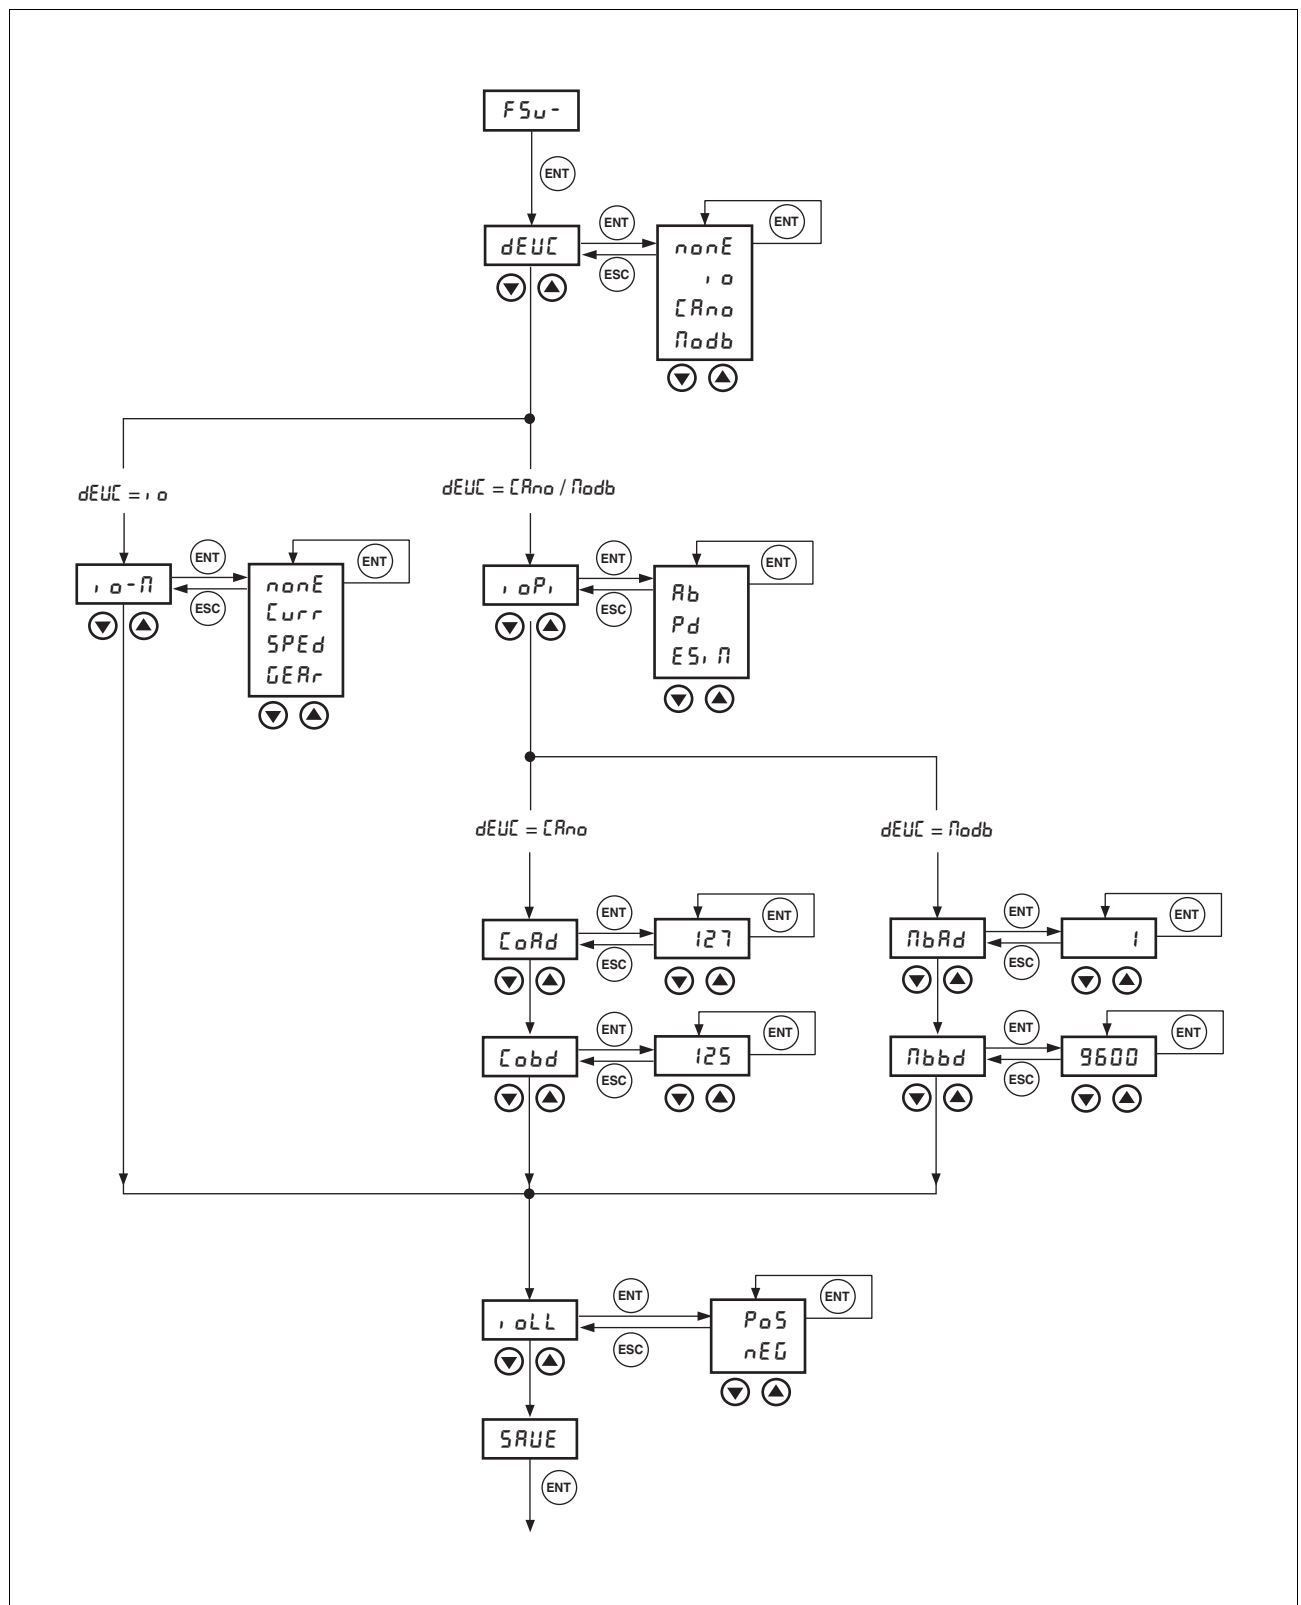 FSu-
ENT
dEUC
ENT
ESC
nonE
io
CAno
Modb
ENT
dEUC = io
dEUC = CAno / Modb
io-M
ENT
ESC
nonE
Curr
SPEd
GEAr
ENT
ioPi
ENT
ESC
Ab
Pd
ESiM
ENT
dEUC = CAno
dEUC = Modb
CoAd
ENT
ESC
127
ENT
MbAd
ENT
ESC
1
ENT
Cobd
ENT
ESC
125
ENT
Mbbd
ENT
ESC
9600
ENT
ioLL
ENT
ESC
PoS
nEG
ENT
SAUE
ENT